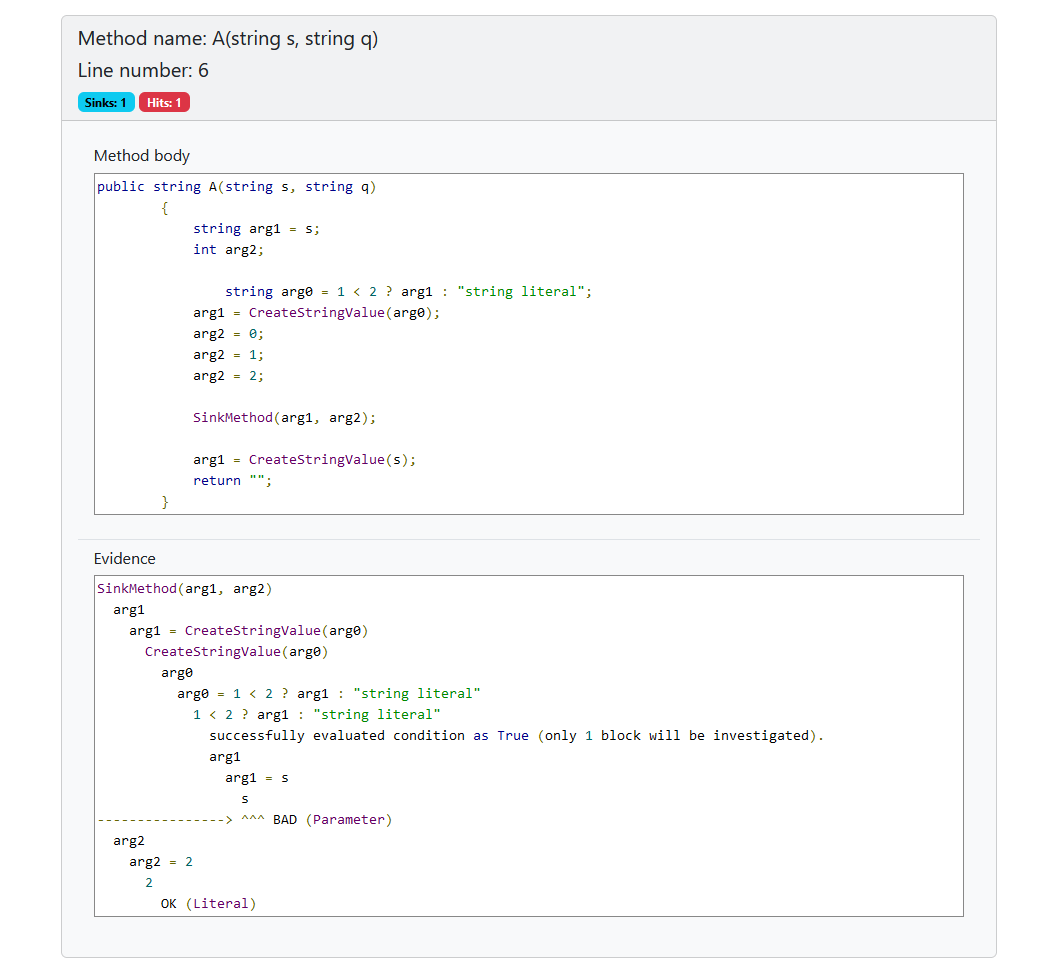 Method name: A(string s, string q)
Line number: 6
Sinks: 1 Hits: 1
Method body
public string A(string s, string q)
{
string arg1 = s;
int arg2;
string arg0 = 1 < 2 ? arg1 : "string literal";
arg1 = CreateStringValue(arg0);
arg2 = 0;
arg2 = 1;
arg2 = 2;
SinkMethod(arg1, arg2);
arg1 = CreateStringValue(s);
return "";
}
Evidence
SinkMethod(arg1, arg2)
arg1
arg1 = CreateStringValue(arg0)
CreateStringValue(arg0)
arg0
arg0 = 1 < 2 ? arg1 : "string literal"
1 < 2 ? arg1 : "string literal"
successfully evaluated condition as True (only 1 block will be investigated).
arg1
arg1 = s
s
----------------> ^^^ BAD (Parameter)
arg2
arg2 = 2
2
OK (Literal)